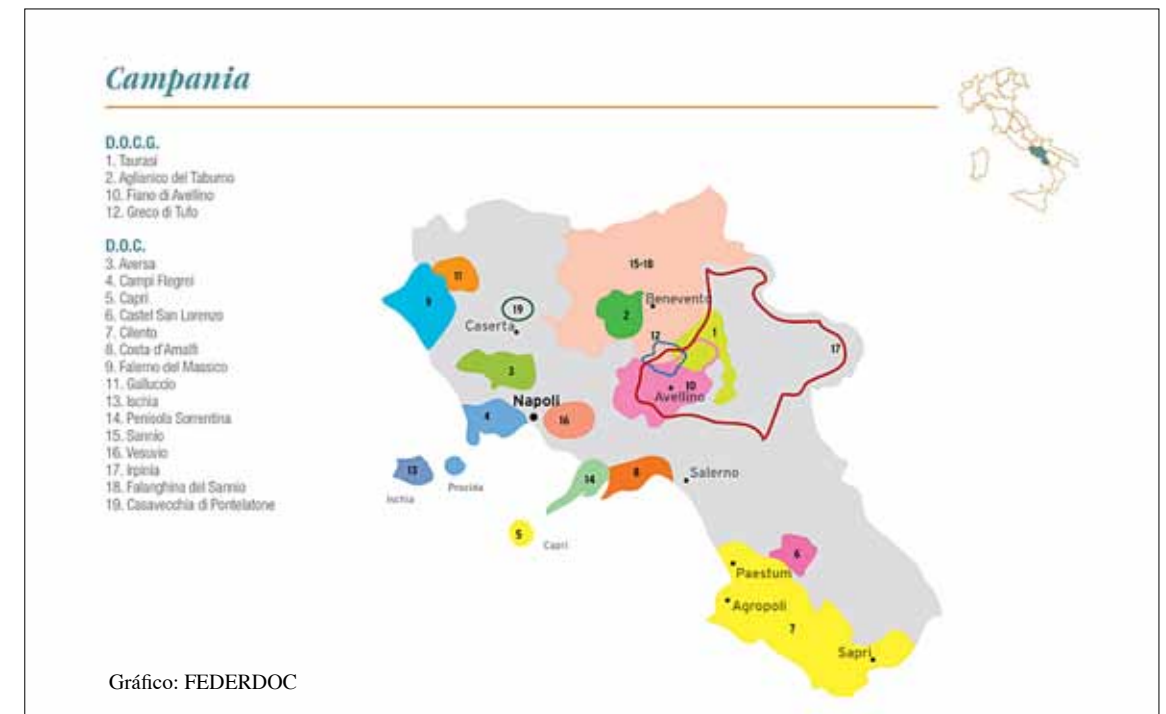 Campania
D.O.C.G.
1. Taurasi
2. Aglianico del Taburno
10. Fiano di Avellino
12. Greco di Tufo
D.O.C.
3. Aversa
4. Campi Flegrei
5. Capri
6. Castel San Lorenzo
7. Cilento
8. Costa d'Amalfi
9. Falerno del Massico
11. Galluccio
13. Ischia
14. Penisola Sorrentina
15. Sannio
16. Vesuvio
17. Irpinia
18. Falanghina del Sannio
19. Casavecchia di Pontelatone
11
9
19
Caserta
15-18
2
Benevento
12
1
17
3
10
Avellino
Napoli
4
16
13
Ischia
Procida
14
8
Salerno
5
Capri
6
Paestum
Agropoli
7
Sapri
Gráfico: FEDERDOC